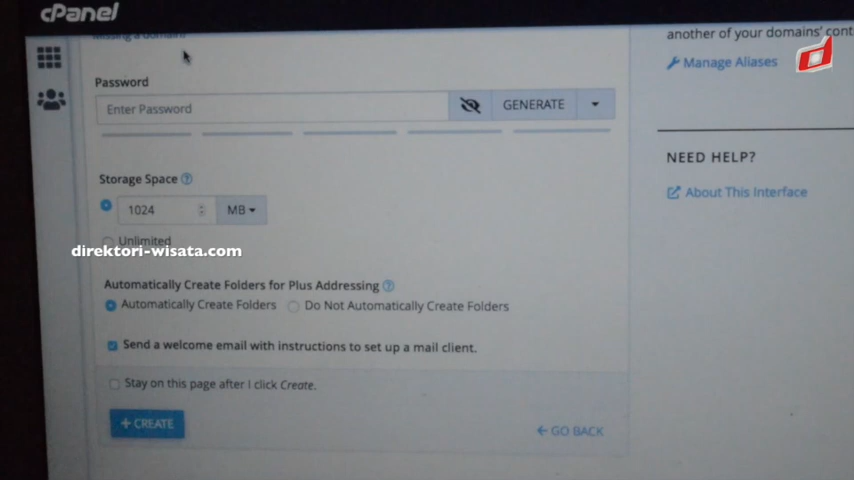 cPanel
Missing a domain?
another of your domains' cont
Manage Aliases
Password
Enter Password
GENERATE
NEED HELP?
About This Interface
Storage Space
1024
MB
Unlimited
direktori-wisata.com
Automatically Create Folders for Plus Addressing
Automatically Create Folders
Do Not Automatically Create Folders
Send a welcome email with instructions to set up a mail client.
Stay on this page after I click Create.
+ CREATE
GO BACK